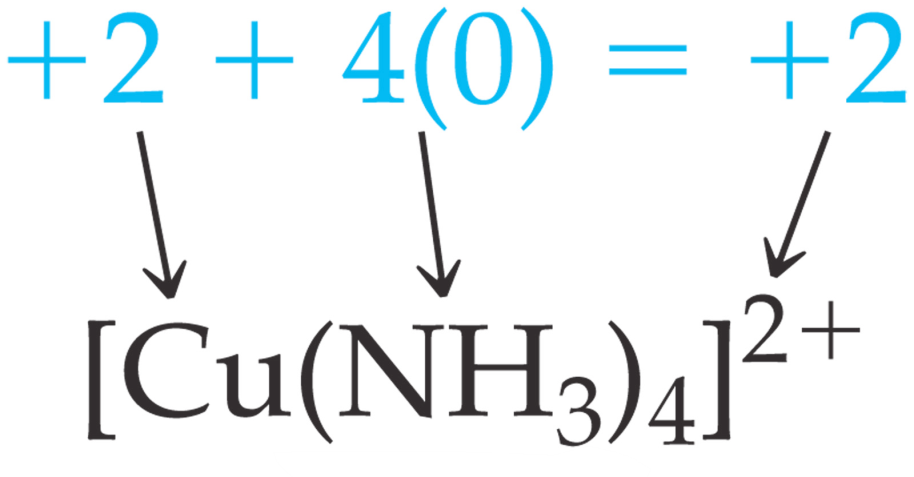 +2 + 4(0) = +2
[Cu(NH₃)₄]²⁺